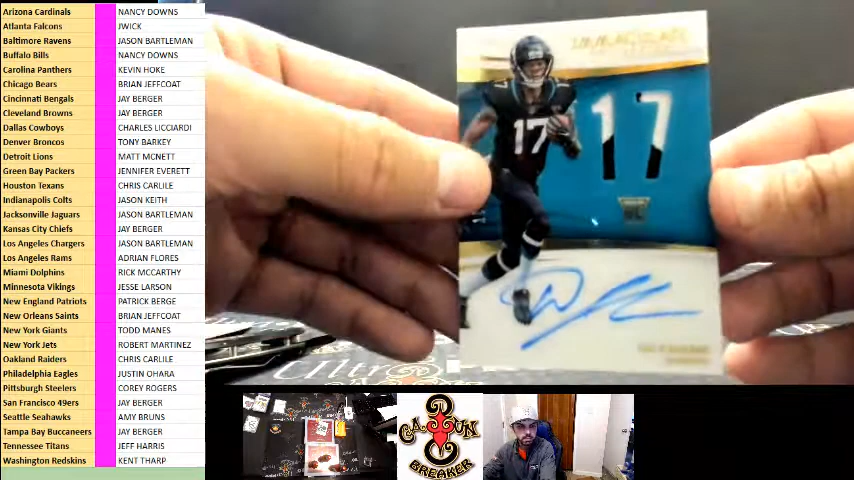 Arizona Cardinals NANCY DOWNS
Atlanta Falcons JWICK
Baltimore Ravens JASON BARTLEMAN
Buffalo Bills NANCY DOWNS
Carolina Panthers KEVIN HOKE
Chicago Bears BRIAN JEFFCOAT
Cincinnati Bengals JAY BERGER
Cleveland Browns JAY BERGER
Dallas Cowboys CHARLES LICCIARDI
Denver Broncos TONY BARKEY
Detroit Lions MATT MCNETT
Green Bay Packers JENNIFER EVERETT
Houston Texans CHRIS CARLILE
Indianapolis Colts JASON KEITH
Jacksonville Jaguars JASON BARTLEMAN
Kansas City Chiefs JAY BERGER
Los Angeles Chargers JASON BARTLEMAN
Los Angeles Rams ADRIAN FLORES
Miami Dolphins RICK MCCARTHY
Minnesota Vikings JESSE LARSON
New England Patriots PATRICK BERGE
New Orleans Saints BRIAN JEFFCOAT
New York Giants TODD MANES
New York Jets ROBERT MARTINEZ
Oakland Raiders CHRIS CARLILE
Philadelphia Eagles JUSTIN OHARA
Pittsburgh Steelers COREY ROGERS
San Francisco 49ers JAY BERGER
Seattle Seahawks AMY BRUNS
Tampa Bay Buccaneers JAY BERGER
Tennessee Titans JEFF HARRIS
Washington Redskins KENT THARP
IMMACULATE
17
17
17
RC
CAJUN
BREAKER